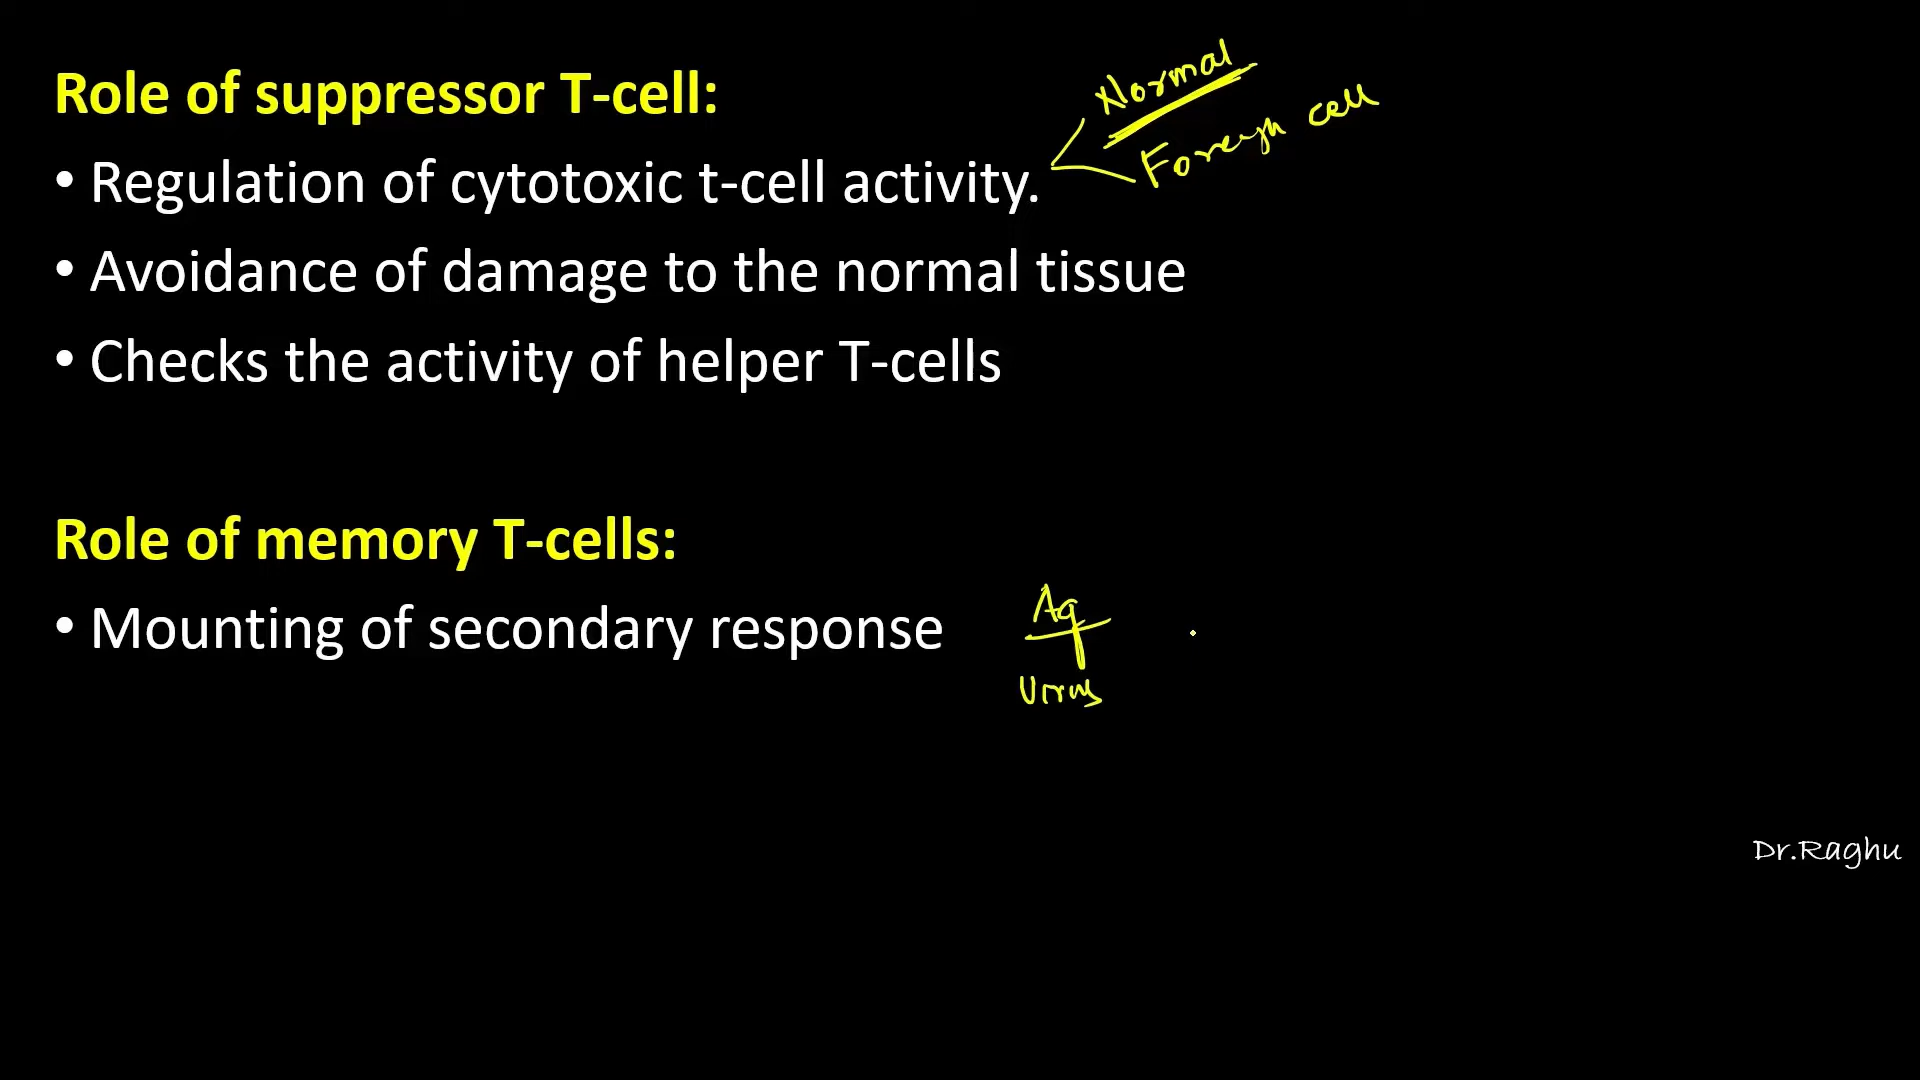 Role of suppressor T-cell:
Normal
Foreign cell
• Regulation of cytotoxic t-cell activity.
• Avoidance of damage to the normal tissue
• Checks the activity of helper T-cells
Role of memory T-cells:
• Mounting of secondary response
Ag
Virus
Dr.Raghu